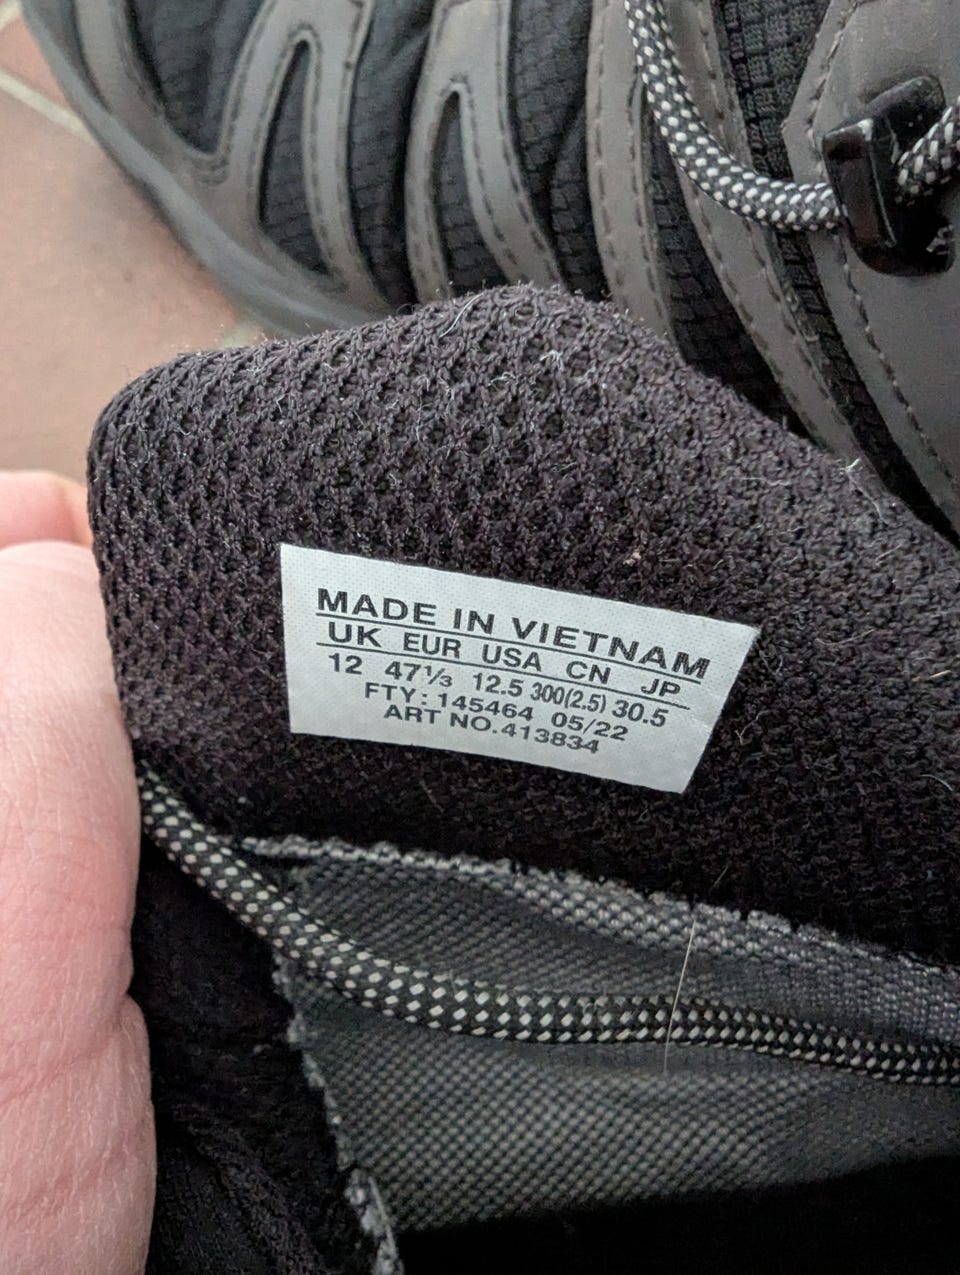 MADE IN VIETNAM
UK EUR USA CN JP
12 47⅓ 12.5 300(2.5) 30.5
FTY: 145464 05/22
ART NO.413834